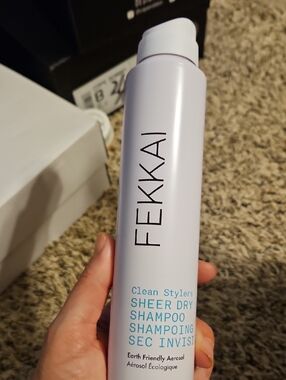 FEKKAI
Clean Stylers
SHEER DRY
SHAMPOO
SHAMPOING
SEC INVISI
Earth Friendly Aerosol
Aérosol Écologique